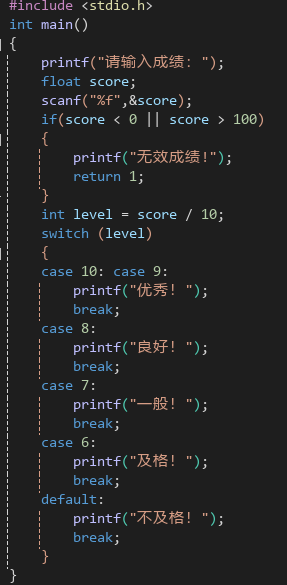 #include <stdio.h>
int main()
{
    printf("请输入成绩：");
    float score;
    scanf("%f",&score);
    if(score < 0 || score > 100)
    {
        printf("无效成绩!");
        return 1;
    }
    int level = score / 10;
    switch (level)
    {
    case 10: case 9:
        printf("优秀！");
        break;
    case 8:
        printf("良好！");
        break;
    case 7:
        printf("一般！");
        break;
    case 6:
        printf("及格！");
        break;
    default:
        printf("不及格！");
        break;
    }
}